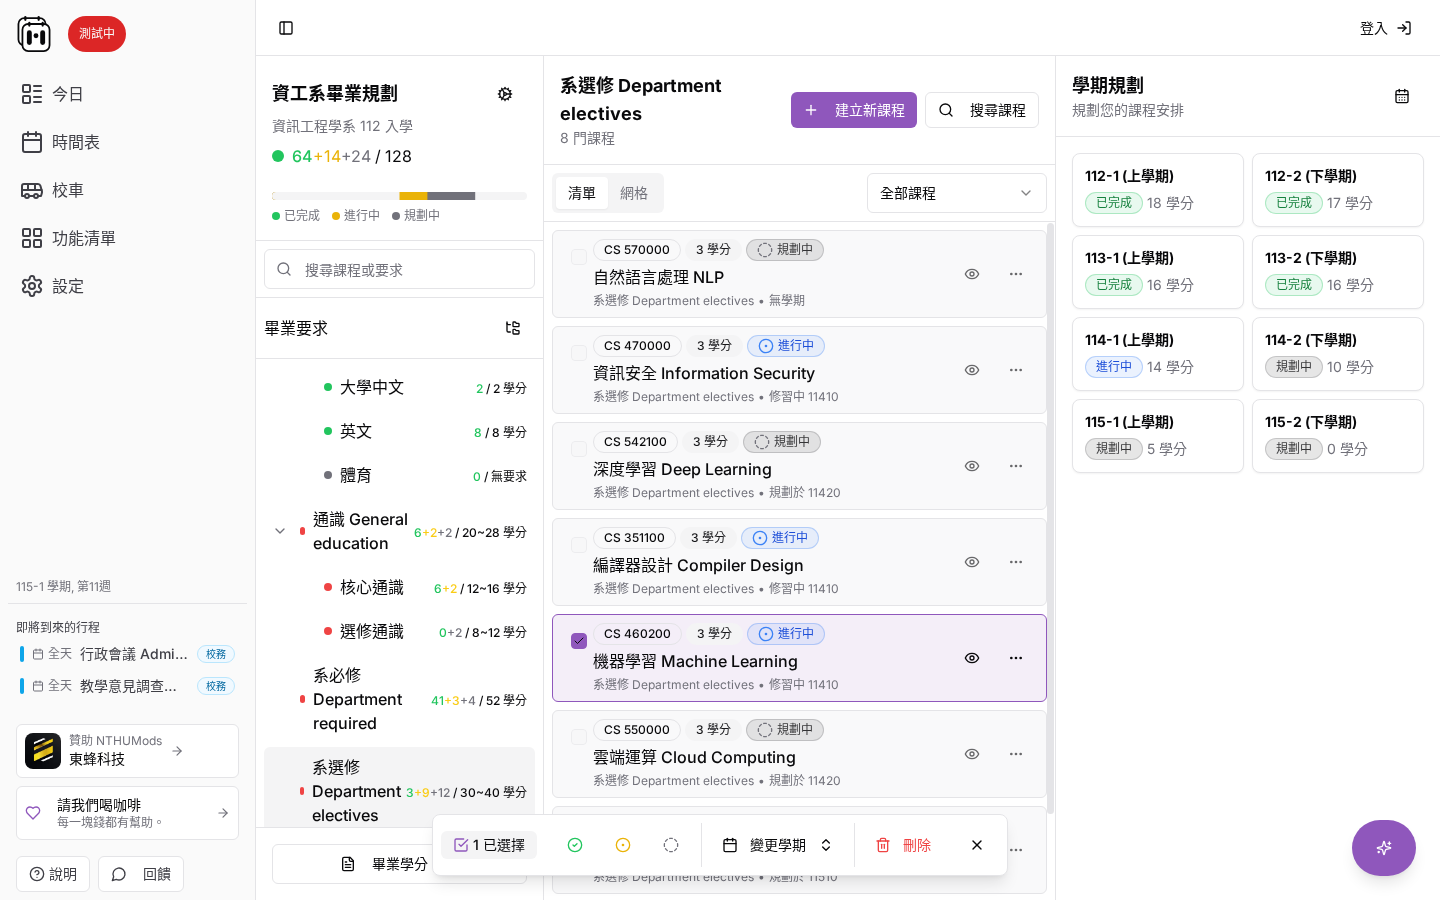 測試中
今日
時間表
校車
功能清單
設定
115-1 學期, 第11週
即將到來的行程
全天 行政會議 Admi... 校務
全天 教學意見調查... 校務
贊助 NTHUMods
東蜂科技
請我們喝咖啡
每一塊錢都有幫助。
說明
回饋
登入
資工系畢業規劃
資訊工程學系 112 入學
64+14+24 / 128
已完成 進行中 規劃中
搜尋課程或要求
畢業要求
大學中文 2 / 2 學分
英文 8 / 8 學分
體育 0 / 無要求
通識 General
education
6+2+2 / 20~28 學分
核心通識 6+2 / 12~16 學分
選修通識 0+2 / 8~12 學分
系必修
Department
required
41+3+4 / 52 學分
系選修
Department
electives
3+9+12 / 30~40 學分
畢業學分
系選修 Department
electives
8 門課程
建立新課程
搜尋課程
清單
網格
全部課程
CS 570000 3 學分 規劃中
自然語言處理 NLP
系選修 Department electives • 無學期
CS 470000 3 學分 進行中
資訊安全 Information Security
系選修 Department electives • 修習中 11410
CS 542100 3 學分 規劃中
深度學習 Deep Learning
系選修 Department electives • 規劃於 11420
CS 351100 3 學分 進行中
編譯器設計 Compiler Design
系選修 Department electives • 修習中 11410
CS 460200 3 學分 進行中
機器學習 Machine Learning
系選修 Department electives • 修習中 11410
CS 550000 3 學分 規劃中
雲端運算 Cloud Computing
系選修 Department electives • 規劃於 11420
系選修 Department electives • 規劃於 11510
1 已選擇
變更學期
刪除
學期規劃
規劃您的課程安排
112-1 (上學期)
已完成 18 學分
112-2 (下學期)
已完成 17 學分
113-1 (上學期)
已完成 16 學分
113-2 (下學期)
已完成 16 學分
114-1 (上學期)
進行中 14 學分
114-2 (下學期)
規劃中 10 學分
115-1 (上學期)
規劃中 5 學分
115-2 (下學期)
規劃中 0 學分